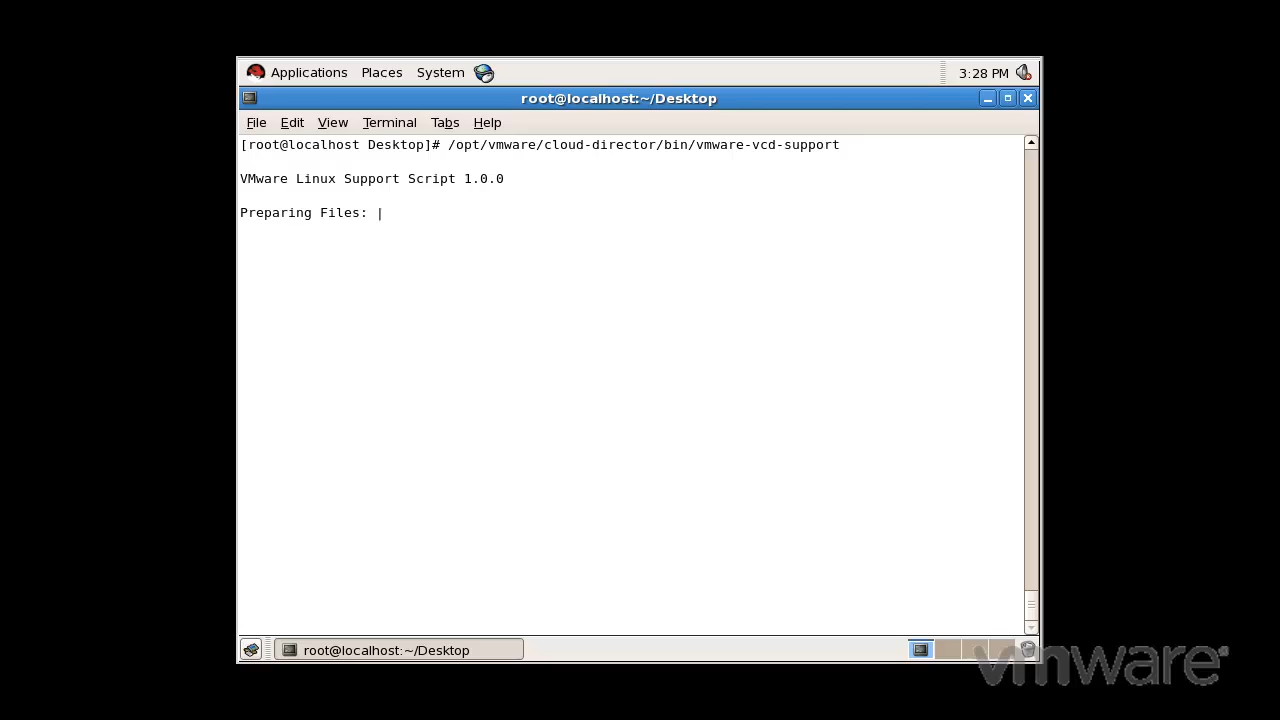 Applications Places System 3:28 PM
root@localhost:~/Desktop
File Edit View Terminal Tabs Help
[root@localhost Desktop]# /opt/vmware/cloud-director/bin/vmware-vcd-support
VMware Linux Support Script 1.0.0
Preparing Files: |
root@localhost:~/Desktop
vmware®